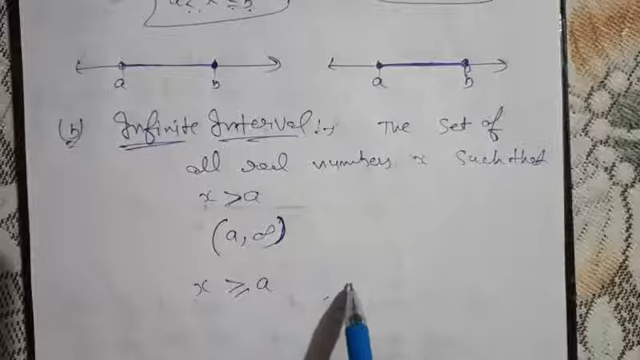 a < x ≤ b
a b a b
(b) Infinite Interval :- The set of
all real numbers x such that
x > a
(a, ∞)
x ≥ a